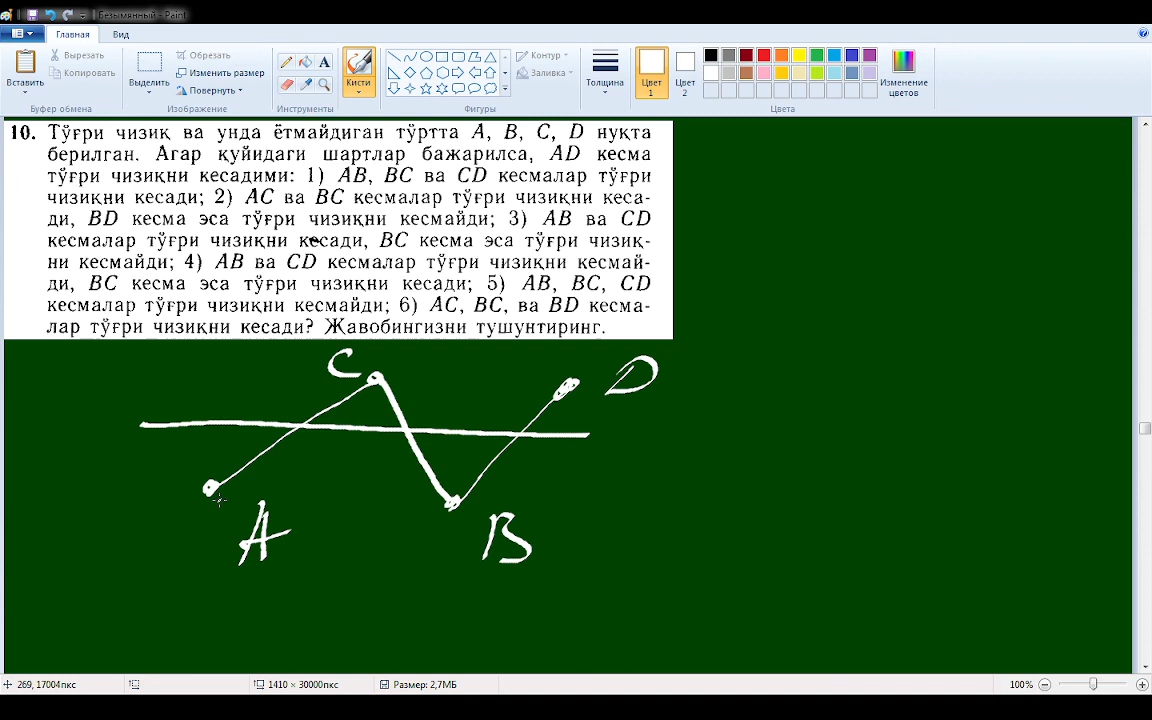 Безымянный - Paint
Главная Вид
Вставить
Вырезать
Копировать
Буфер обмена
Выделить
Обрезать
Изменить размер
Повернуть
Изображение
A
Инструменты
Кисти
Контур
Заливка
Фигуры
Толщина
Цвет 1
Цвет 2
Изменение цветов
Цвета
10. Тўғри чизиқ ва унда ётмайдиган тўртта A, B, C, D нуқта
берилган. Агар қуйидаги шартлар бажарилса, AD кесма
тўғри чизиқни кесадими: 1) AB, BC ва CD кесмалар тўғри
чизиқни кесади; 2) AC ва BC кесмалар тўғри чизиқни кеса-
ди, BD кесма эса тўғри чизиқни кесмайди; 3) AB ва CD
кесмалар тўғри чизиқни кесади, BC кесма эса тўғри чизиқ-
ни кесмайди; 4) AB ва CD кесмалар тўғри чизиқни кесмай-
ди, BC кесма эса тўғри чизиқни кесади; 5) AB, BC, CD
кесмалар тўғри чизиқни кесмайди; 6) AC, BC, ва BD кесма-
лар тўғри чизиқни кесади? Жавобингизни тушунтиринг.
C D
A B
269, 17004пкс 1410 × 30000пкс Размер: 2,7МБ 100%